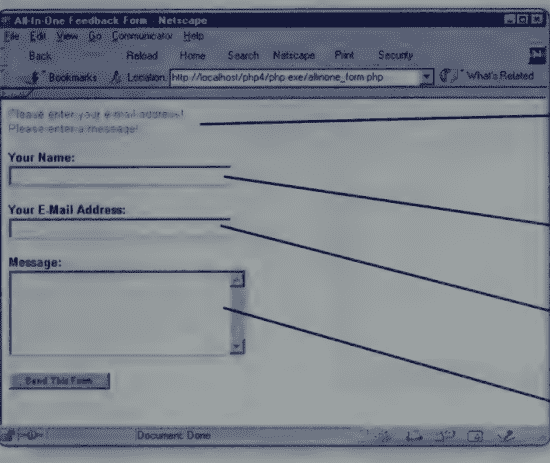 All-In-One Feedback Form - Netscape
File Edit View Go Communicator Help
Back Reload Home Search Netscape Print Security
Bookmarks Location: http://localhost/php4/php.exe/allinone_form.php What's Related
Please enter your e-mail address!
Please enter a message!
Your Name:
Your E-Mail Address:
Message:
Send This Form
Document: Done